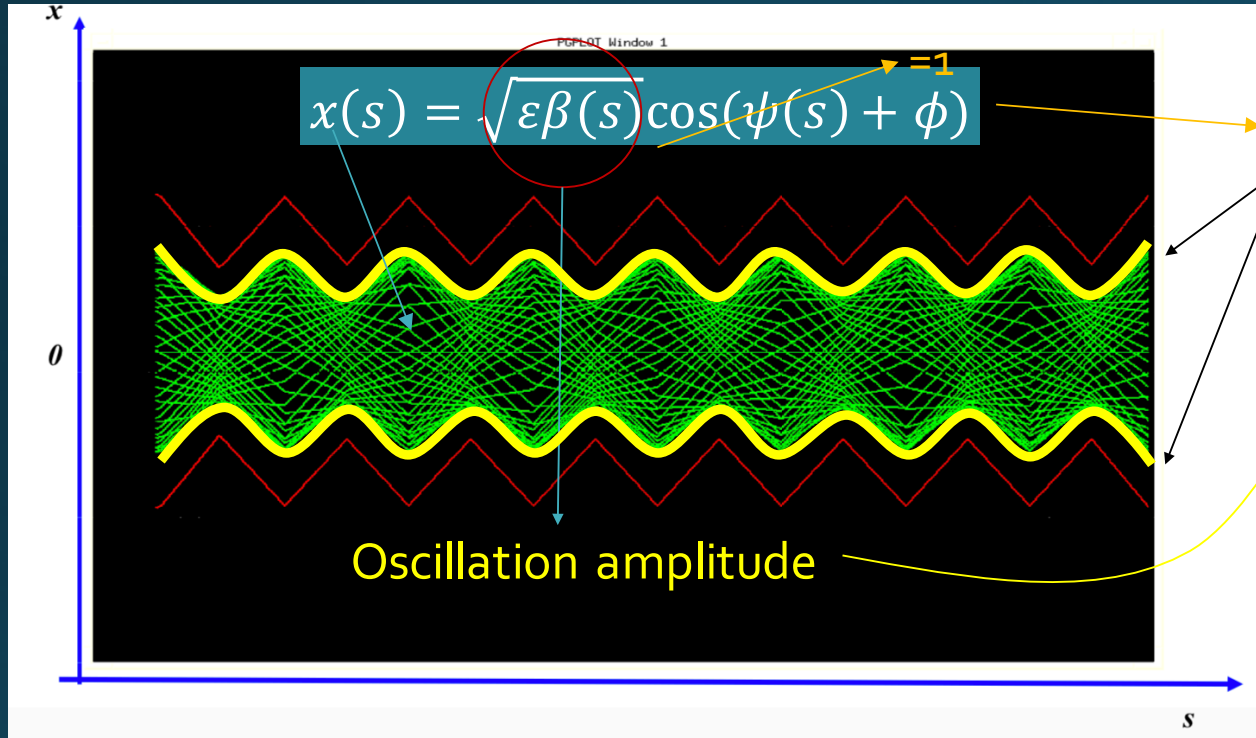 x
PGPLOT Window 1
=1
x(s) = √εβ(s)cos(ψ(s) + ϕ)
0
Oscillation amplitude
s